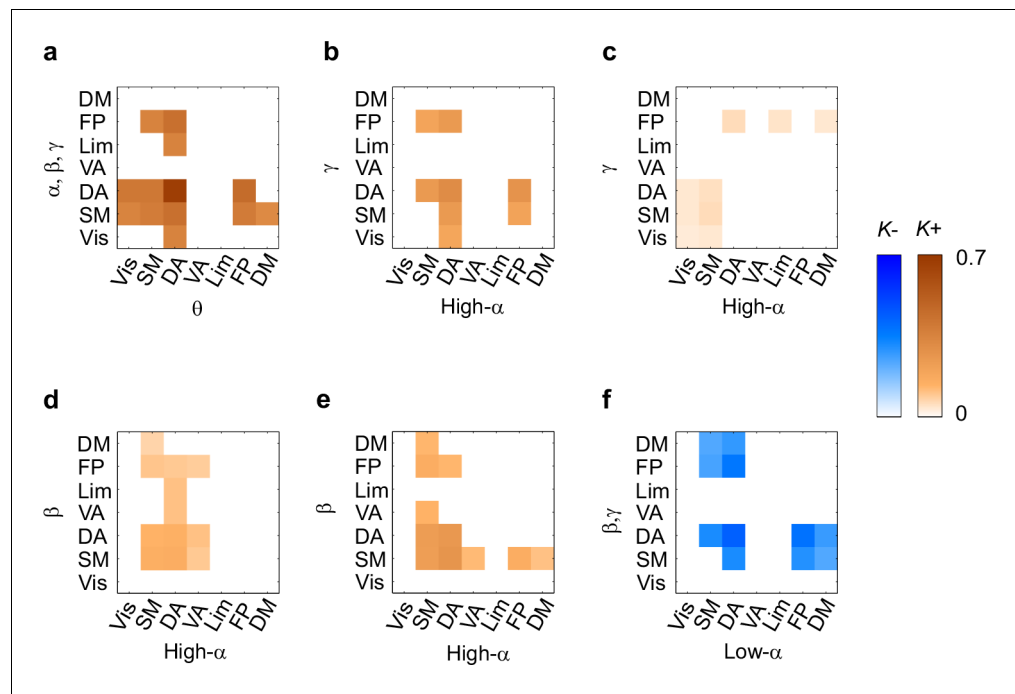 a
DM
FP
Lim
VA
DA
SM
Vis
α, β, γ
Vis SM DA VA Lim FP DM
θ
b
DM
FP
Lim
VA
DA
SM
Vis
γ
Vis SM DA VA Lim FP DM
High-α
c
DM
FP
Lim
VA
DA
SM
Vis
γ
Vis SM DA VA Lim FP DM
High-α
K- K+
0.7
0
d
DM
FP
Lim
VA
DA
SM
Vis
β
Vis SM DA VA Lim FP DM
High-α
e
DM
FP
Lim
VA
DA
SM
Vis
β
Vis SM DA VA Lim FP DM
High-α
f
DM
FP
Lim
VA
DA
SM
Vis
β,γ
Vis SM DA VA Lim FP DM
Low-α